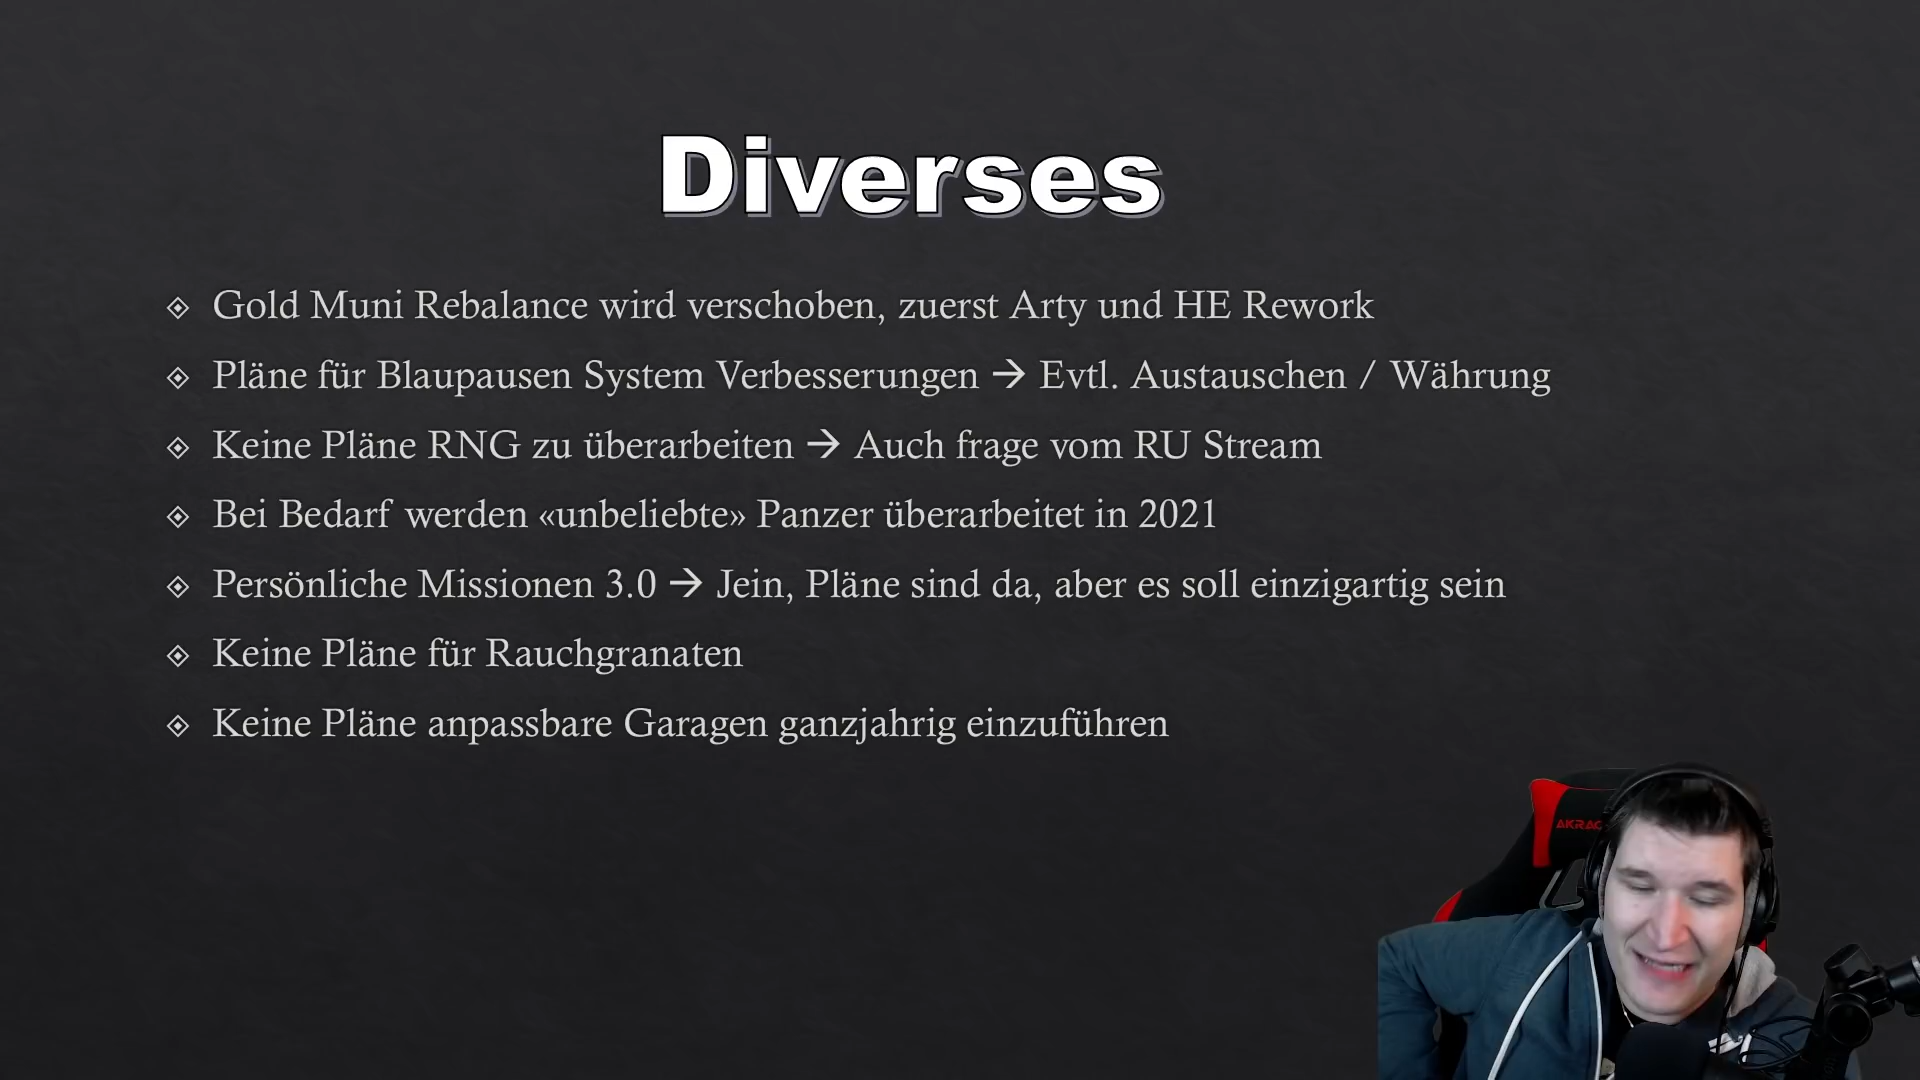 Diverses
Gold Muni Rebalance wird verschoben, zuerst Arty und HE Rework
Pläne für Blaupausen System Verbesserungen → Evtl. Austauschen / Währung
Keine Pläne RNG zu überarbeiten → Auch frage vom RU Stream
Bei Bedarf werden «unbeliebte» Panzer überarbeitet in 2021
Persönliche Missionen 3.0 → Jein, Pläne sind da, aber es soll einzigartig sein
Keine Pläne für Rauchgranaten
Keine Pläne anpassbare Garagen ganzjahrig einzuführen